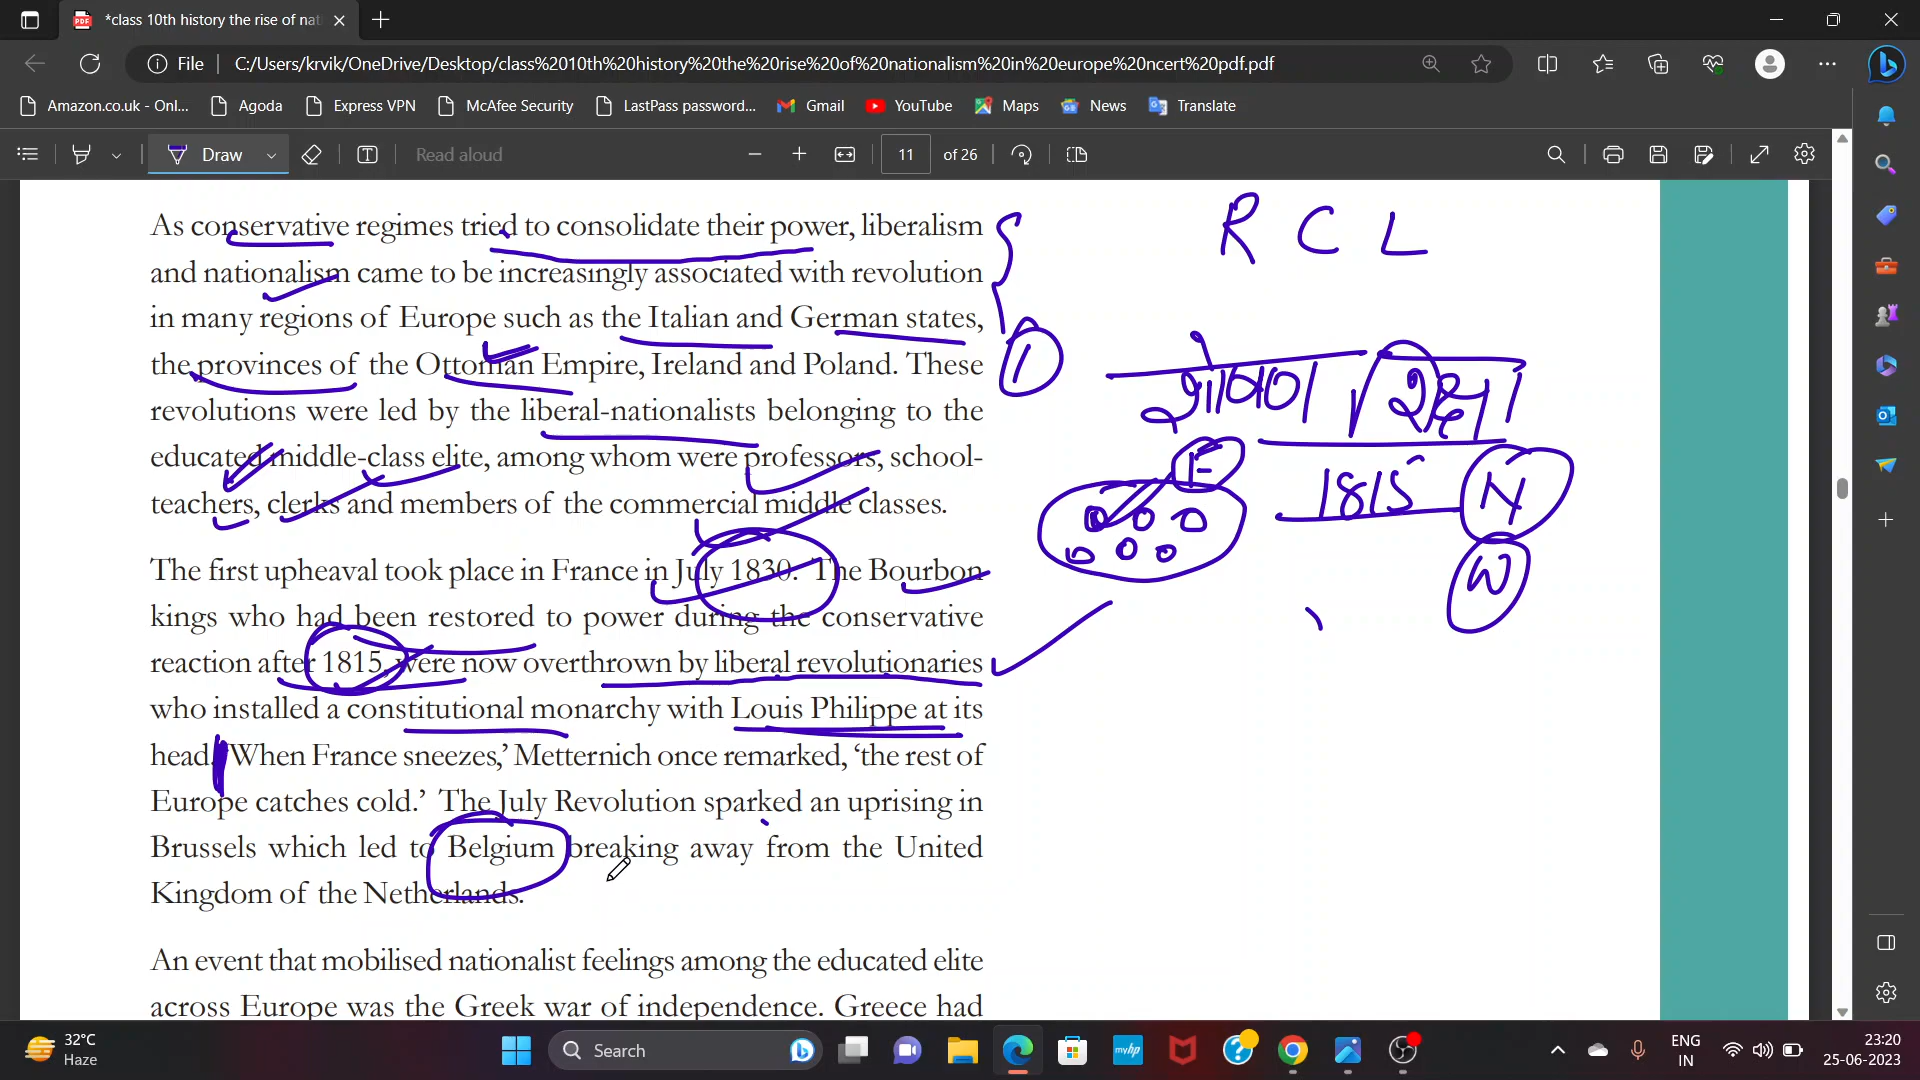 *class 10th history the rise of nat
File
C:/Users/krvik/OneDrive/Desktop/class%2010th%20history%20the%20rise%20of%20nationalism%20in%20europe%20ncert%20pdf.pdf
Amazon.co.uk - Onl... Agoda Express VPN McAfee Security LastPass password... Gmail YouTube Maps News Translate
Draw Read aloud 11 of 26
As conservative regimes tried to consolidate their power, liberalism
and nationalism came to be increasingly associated with revolution
in many regions of Europe such as the Italian and German states,
the provinces of the Ottoman Empire, Ireland and Poland. These
revolutions were led by the liberal-nationalists belonging to the
educated middle-class elite, among whom were professors, school-
teachers, clerks and members of the commercial middle classes.
The first upheaval took place in France in July 1830. The Bourbon
kings who had been restored to power during the conservative
reaction after 1815, were now overthrown by liberal revolutionaries
who installed a constitutional monarchy with Louis Philippe at its
head. 'When France sneezes,' Metternich once remarked, 'the rest of
Europe catches cold.' The July Revolution sparked an uprising in
Brussels which led to Belgium breaking away from the United
Kingdom of the Netherlands.
An event that mobilised nationalist feelings among the educated elite
across Europe was the Greek war of independence. Greece had
R C L
1
1815 N
W
32°C
Haze
Search
myhp
ENG
IN
23:20
25-06-2023